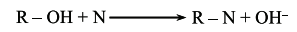 R – OH + N ⟶ R – N + OH⁻